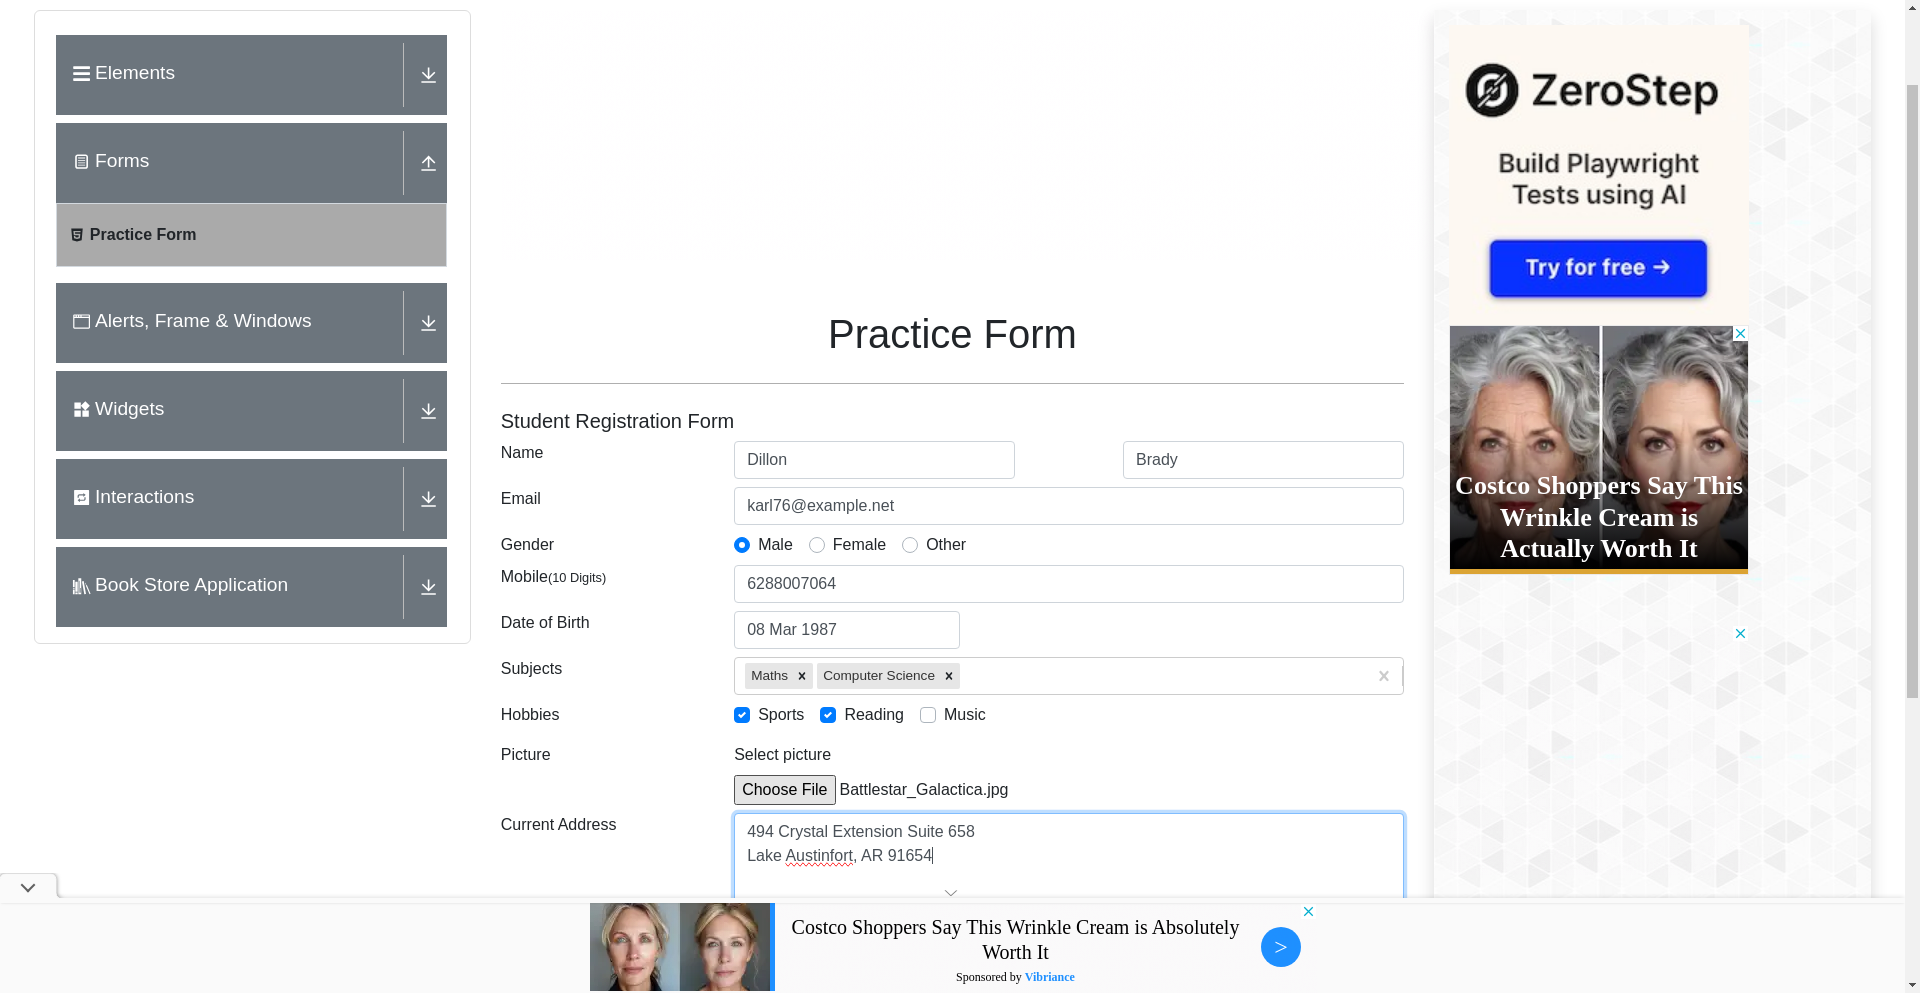 Elements
Forms
Practice Form
Alerts, Frame & Windows
Widgets
Interactions
Book Store Application
Practice Form
Student Registration Form
Name
Dillon
Brady
Email
karl76@example.net
Gender
Male
Female
Other
Mobile(10 Digits)
6288007064
Date of Birth
08 Mar 1987
Subjects
Maths
Computer Science
Hobbies
Sports
Reading
Music
Picture
Select picture
Choose File
Battlestar_Galactica.jpg
Current Address
494 Crystal Extension Suite 658
Lake Austinfort, AR 91654
ZeroStep
Build Playwright
Tests using AI
Try for free →
Costco Shoppers Say This
Wrinkle Cream is
Actually Worth It
Costco Shoppers Say This Wrinkle Cream is Absolutely
Worth It
Sponsored by Vibriance